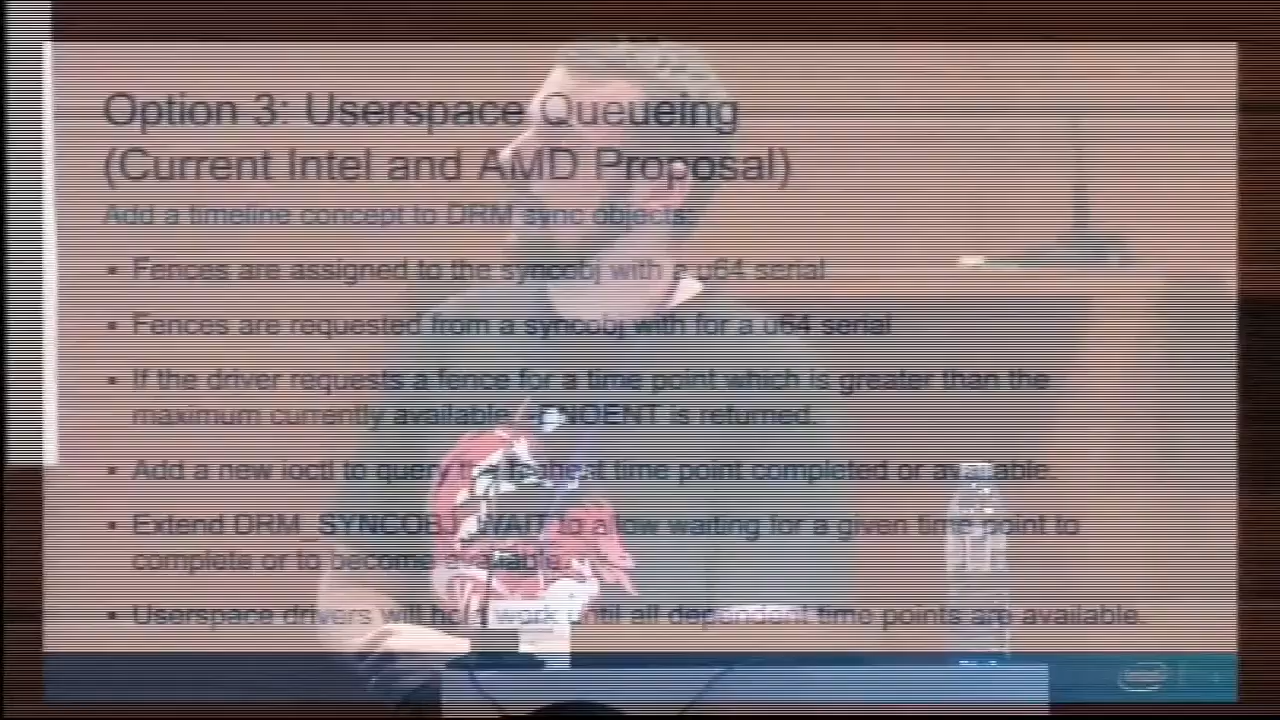 Option 3: Userspace Queueing
(Current Intel and AMD Proposal)
Add a timeline concept to DRM sync objects:
▪ Fences are assigned to the syncobj with a u64 serial
▪ Fences are requested from a syncobj with for a u64 serial
▪ If the driver requests a fence for a time point which is greater than the
maximum currently available -ENOENT is returned.
▪ Add a new ioctl to query the highest time point completed or available.
▪ Extend DRM_SYNCOBJ_WAIT to allow waiting for a given time point to
complete or to become available.
▪ Userspace drivers will hold work until all dependent time points are available.
intel